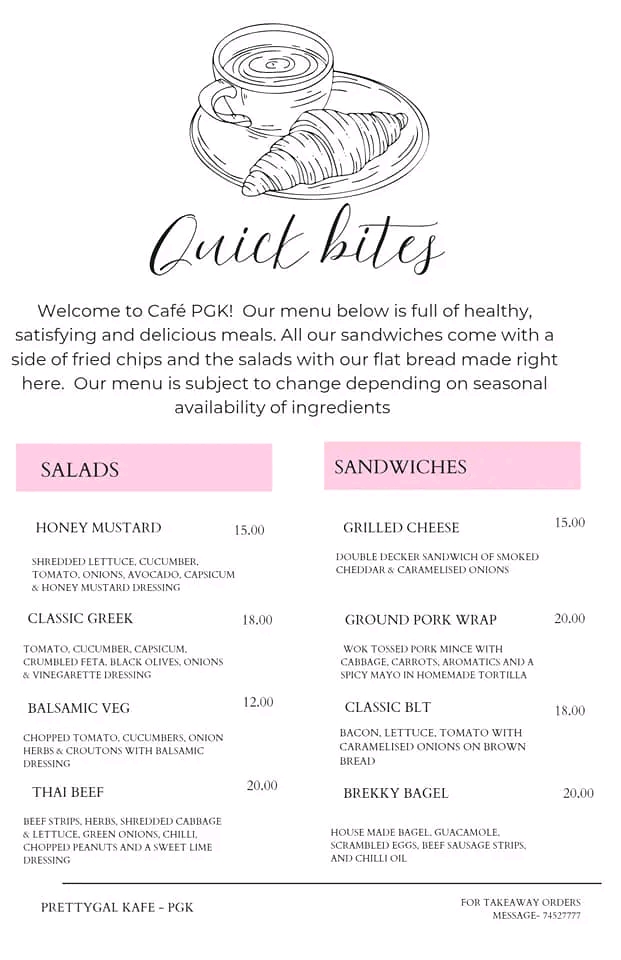 Quick bites
Welcome to Café PGK!  Our menu below is full of healthy,
satisfying and delicious meals. All our sandwiches come with a
side of fried chips and the salads with our flat bread made right
here.  Our menu is subject to change depending on seasonal
availability of ingredients
SALADS
HONEY MUSTARD 15.00
SHREDDED LETTUCE, CUCUMBER,
TOMATO, ONIONS, AVOCADO, CAPSICUM
& HONEY MUSTARD DRESSING
CLASSIC GREEK 18.00
TOMATO, CUCUMBER, CAPSICUM,
CRUMBLED FETA, BLACK OLIVES, ONIONS
& VINEGARETTE DRESSING
BALSAMIC VEG 12.00
CHOPPED TOMATO, CUCUMBERS, ONION
HERBS & CROUTONS WITH BALSAMIC
DRESSING
THAI BEEF 20.00
BEEF STRIPS, HERBS, SHREDDED CABBAGE
& LETTUCE, GREEN ONIONS, CHILLI,
CHOPPED PEANUTS AND A SWEET LIME
DRESSING
SANDWICHES
GRILLED CHEESE 15.00
DOUBLE DECKER SANDWICH OF SMOKED
CHEDDAR & CARAMELISED ONIONS
GROUND PORK WRAP 20.00
WOK TOSSED PORK MINCE WITH
CABBAGE, CARROTS, AROMATICS AND A
SPICY MAYO IN HOMEMADE TORTILLA
CLASSIC BLT 18.00
BACON, LETTUCE, TOMATO WITH
CARAMELISED ONIONS ON BROWN
BREAD
BREKKY BAGEL 20.00
HOUSE MADE BAGEL, GUACAMOLE,
SCRAMBLED EGGS, BEEF SAUSAGE STRIPS,
AND CHILLI OIL
PRETTYGAL KAFE - PGK
FOR TAKEAWAY ORDERS
MESSAGE- 74527777